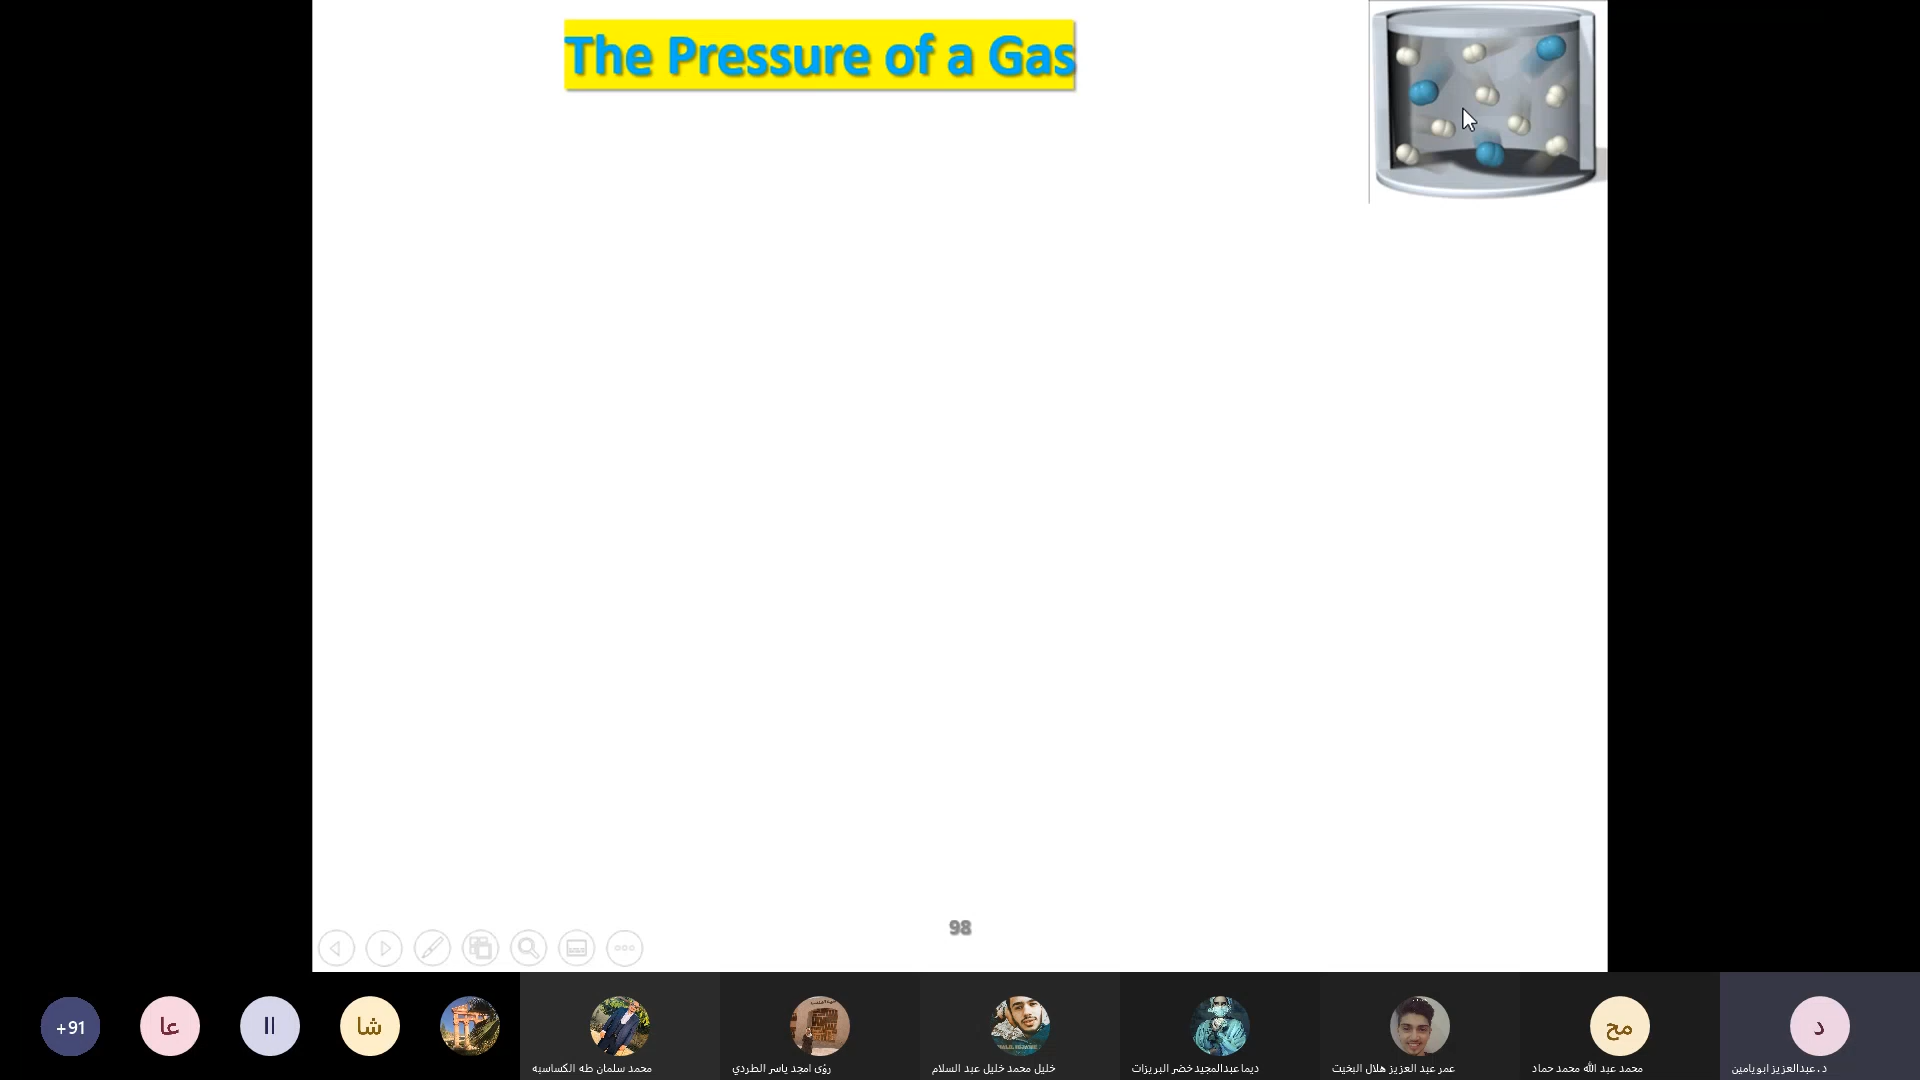 The Pressure of a Gas
98
+91
عا
اا
شا
محمد سلمان طه الكساسبه
رؤى امجد ياسر الطردي
خليل محمد خليل عبد السلام
ديما عبدالمجيد خضر البريزات
عمر عبد العزيز هلال البخيت
مح
محمد عبد الله محمد حماد
د
د.عبدالعزيز ابويامين